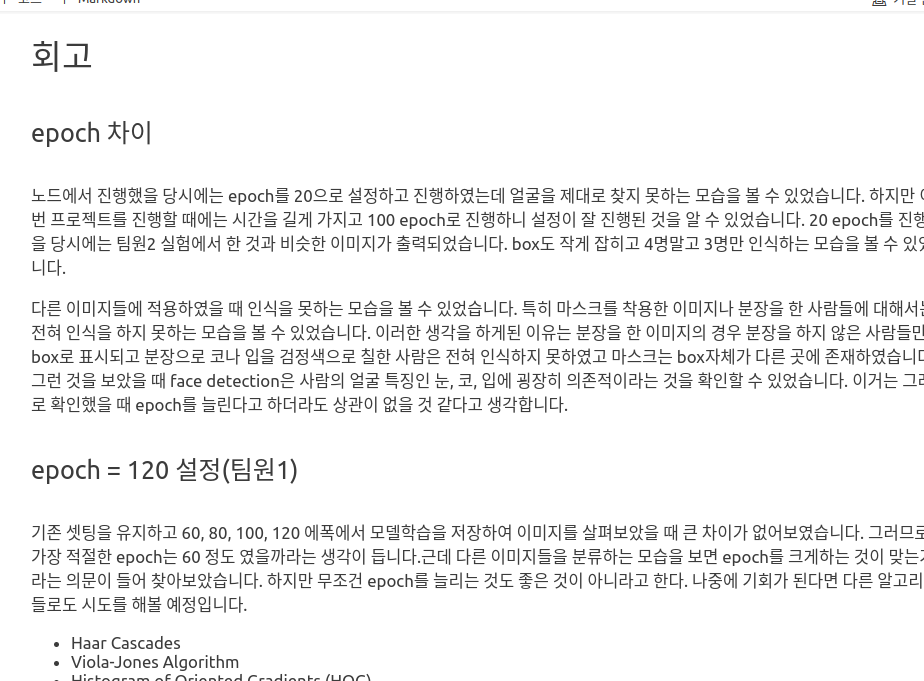 Markdown
회고
epoch 차이
노드에서 진행했을 당시에는 epoch를 20으로 설정하고 진행하였는데 얼굴을 제대로 찾지 못하는 모습을 볼 수 있었습니다. 하지만
번 프로젝트를 진행할 때에는 시간을 길게 가지고 100 epoch로 진행하니 설정이 잘 진행된 것을 알 수 있었습니다. 20 epoch를 진행
을 당시에는 팀원2 실험에서 한 것과 비슷한 이미지가 출력되었습니다. box도 작게 잡히고 4명말고 3명만 인식하는 모습을 볼 수 있
니다.
다른 이미지들에 적용하였을 때 인식을 못하는 모습을 볼 수 있었습니다. 특히 마스크를 착용한 이미지나 분장을 한 사람들에 대해서
전혀 인식을 하지 못하는 모습을 볼 수 있었습니다. 이러한 생각을 하게된 이유는 분장을 한 이미지의 경우 분장을 하지 않은 사람들만
box로 표시되고 분장으로 코나 입을 검정색으로 칠한 사람은 전혀 인식하지 못하였고 마스크는 box자체가 다른 곳에 존재하였습니다
그런 것을 보았을 때 face detection은 사람의 얼굴 특징인 눈, 코, 입에 굉장히 의존적이라는 것을 확인할 수 있었습니다. 이거는
로 확인했을 때 epoch를 늘린다고 하더라도 상관이 없을 것 같다고 생각합니다.
epoch = 120 설정(팀원1)
기존 셋팅을 유지하고 60, 80, 100, 120 에폭에서 모델학습을 저장하여 이미지를 살펴보았을 때 큰 차이가 없어보였습니다. 그러므로
가장 적절한 epoch는 60 정도 였을까라는 생각이 듭니다.근데 다른 이미지들을 분류하는 모습을 보면 epoch를 크게하는 것이 맞는
라는 의문이 들어 찾아보았습니다. 하지만 무조건 epoch를 늘리는 것도 좋은 것이 아니라고 한다. 나중에 기회가 된다면 다른 알고리
들로도 시도를 해볼 예정입니다.
• Haar Cascades
• Viola-Jones Algorithm
• Histogram of Oriented Gradients (HOG)